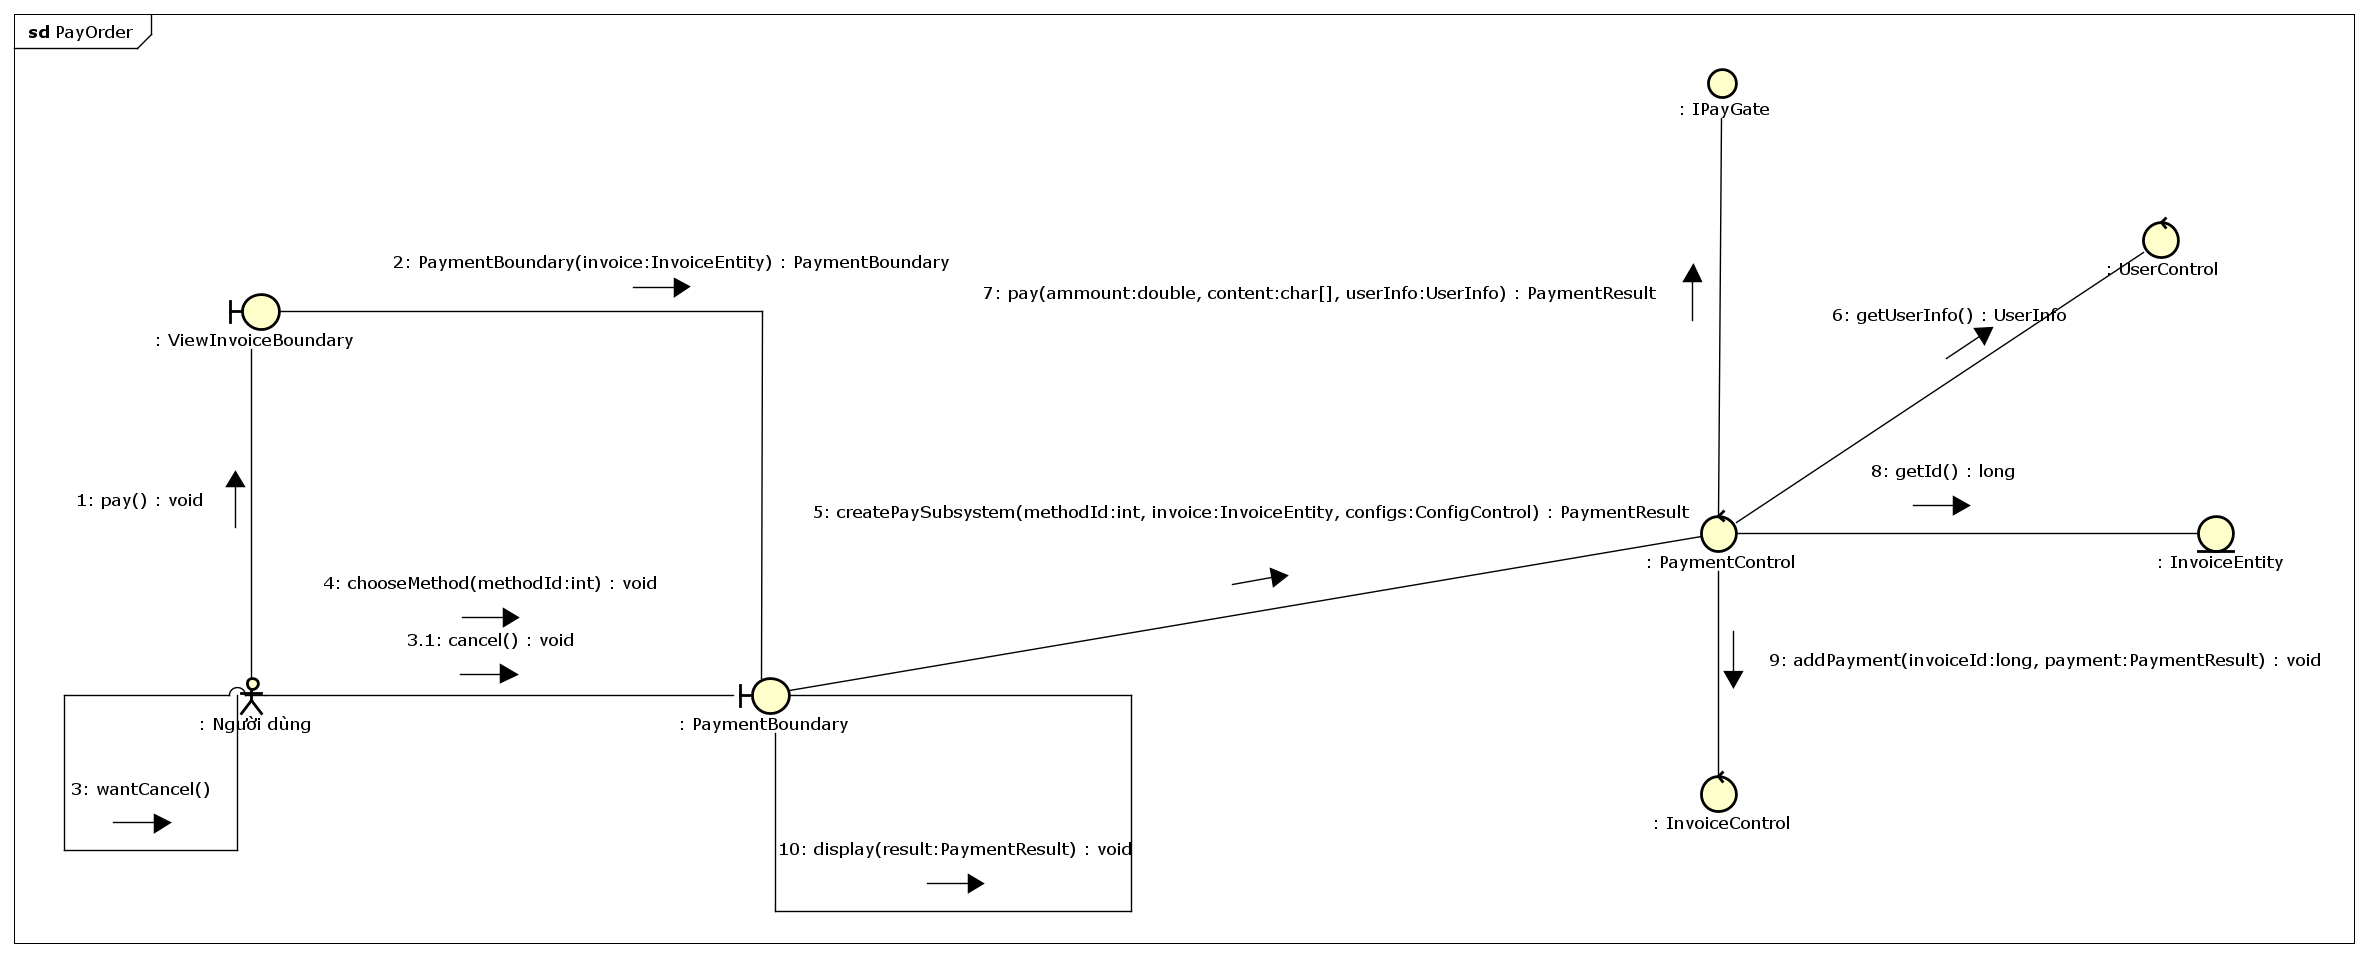 sd PayOrder
: IPayGate
: UserControl
2: PaymentBoundary(invoice:InvoiceEntity) : PaymentBoundary
7: pay(ammount:double, content:char[], userInfo:UserInfo) : PaymentResult
6: getUserInfo() : UserInfo
: ViewInvoiceBoundary
8: getId() : long
1: pay() : void
5: createPaySubsystem(methodId:int, invoice:InvoiceEntity, configs:ConfigControl) : PaymentResult
: PaymentControl
: InvoiceEntity
4: chooseMethod(methodId:int) : void
3.1: cancel() : void
9: addPayment(invoiceId:long, payment:PaymentResult) : void
: Người dùng
: PaymentBoundary
3: wantCancel()
: InvoiceControl
10: display(result:PaymentResult) : void